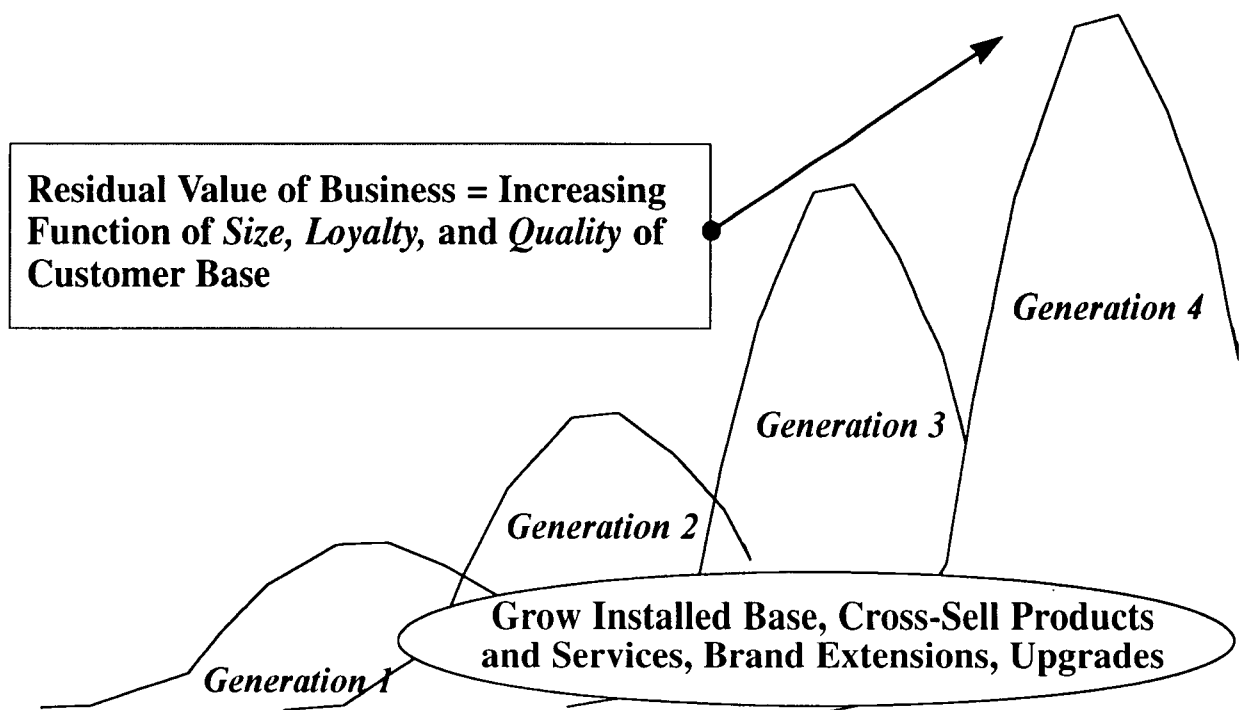 Residual Value of Business = Increasing
Function of Size, Loyalty, and Quality of
Customer Base
Generation 4
Generation 3
Generation 2
Generation 1
Grow Installed Base, Cross-Sell Products
and Services, Brand Extensions, Upgrades